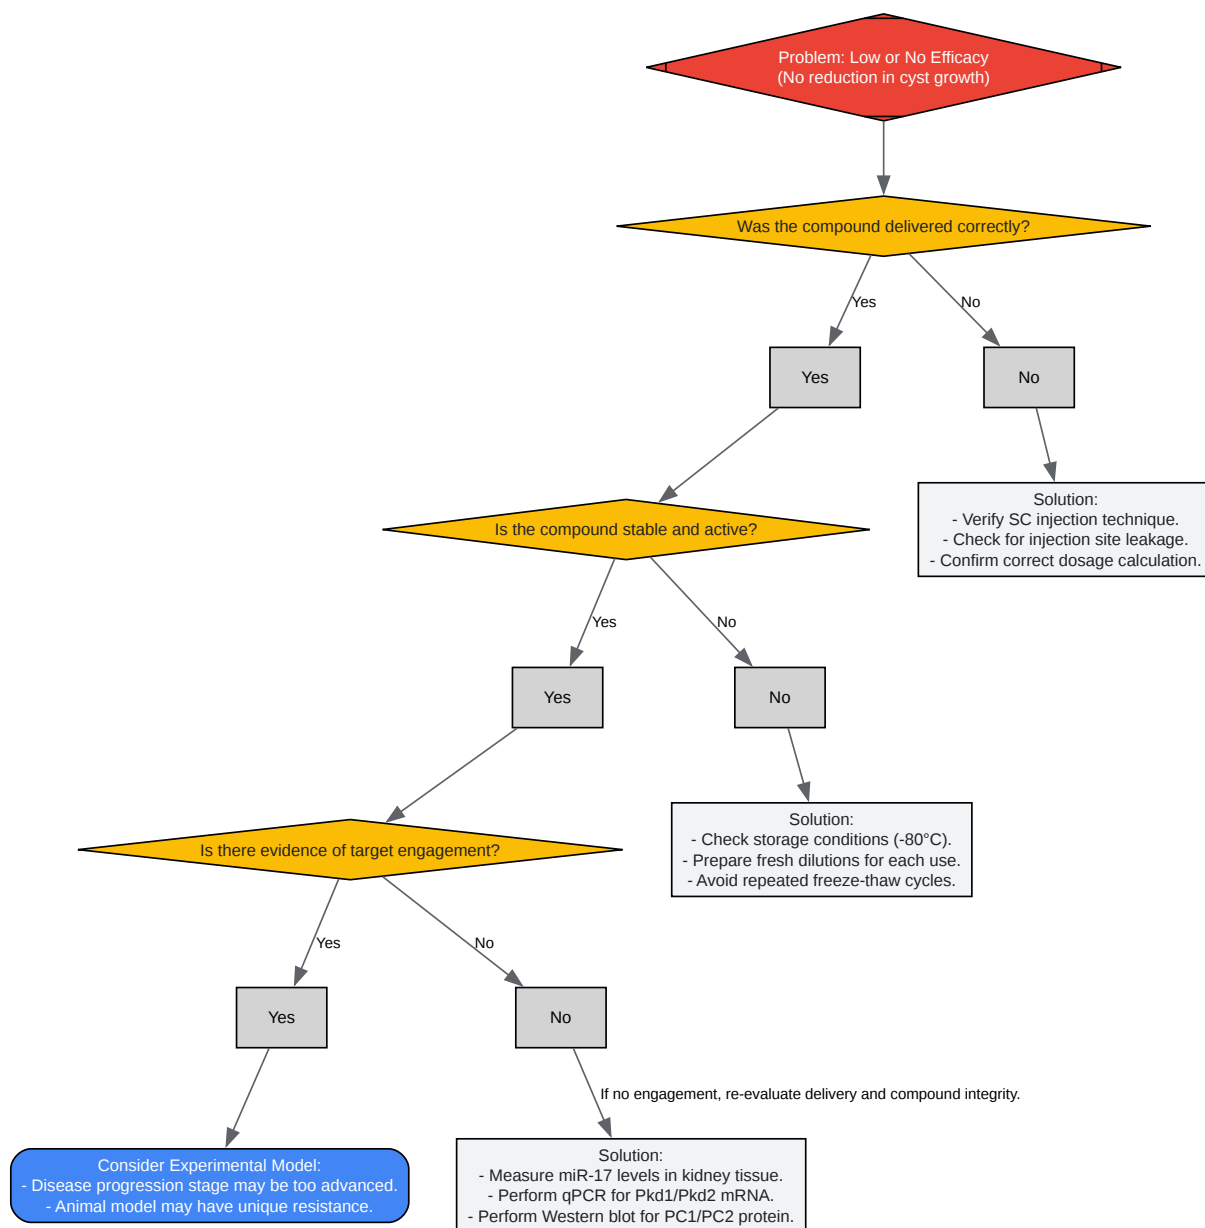 Problem: Low or No Efficacy
(No reduction in cyst growth)
Was the compound delivered correctly?
Yes
No
Yes
No
Solution:
- Verify SC injection technique.
- Check for injection site leakage.
- Confirm correct dosage calculation.
Is the compound stable and active?
Yes
No
Yes
No
Solution:
- Check storage conditions (-80°C).
- Prepare fresh dilutions for each use.
- Avoid repeated freeze-thaw cycles.
Is there evidence of target engagement?
Yes
No
Yes
No
If no engagement, re-evaluate delivery and compound integrity.
Consider Experimental Model:
- Disease progression stage may be too advanced.
- Animal model may have unique resistance.
Solution:
- Measure miR-17 levels in kidney tissue.
- Perform qPCR for Pkd1/Pkd2 mRNA.
- Perform Western blot for PC1/PC2 protein.